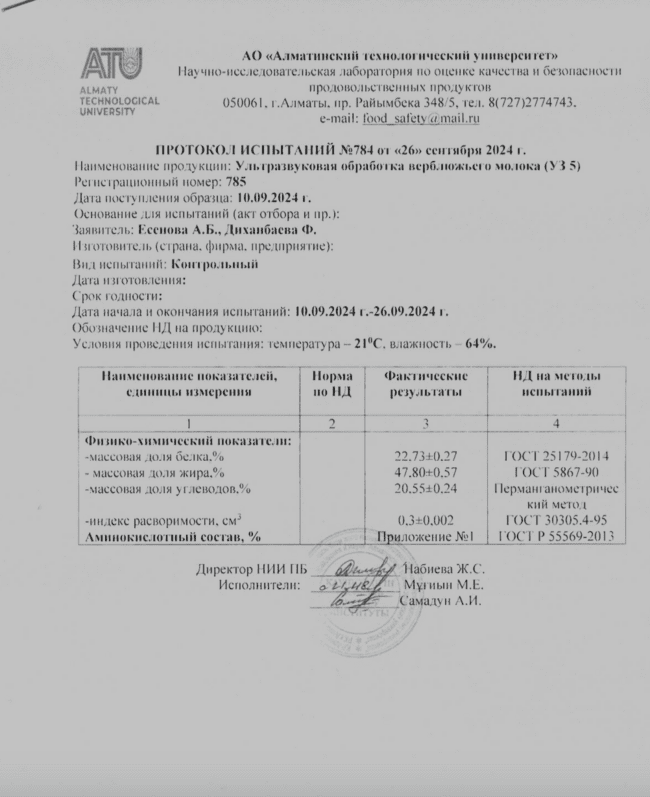 ATU
ALMATY
TECHNOLOGICAL
UNIVERSITY
АО «Алматинский технологический университет»
Научно-исследовательская лаборатория по оценке качества и безопасности
продовольственных продуктов
050061, г.Алматы, пр. Райымбека 348/5, тел. 8(727)2774743,
e-mail: food_safety@mail.ru
ПРОТОКОЛ ИСПЫТАНИЙ №784 от «26» сентября 2024 г.
Наименование продукции: Ультразвуковая обработка верблюжьего молока (УЗ 5)
Регистрационный номер: 785
Дата поступления образца: 10.09.2024 г.
Основание для испытаний (акт отбора и пр.):
Заявитель: Есенова А.Б., Диханбаева Ф.
Изготовитель (страна, фирма, предприятие):
Вид испытаний: Контрольный
Дата изготовления:
Срок годности:
Дата начала и окончания испытаний: 10.09.2024 г.-26.09.2024 г.
Обозначение НД на продукцию:
Условия проведения испытания: температура – 21⁰С, влажность – 64%.
Наименование показателей, единицы измерения Норма по НД Фактические результаты НД на методы испытаний
1 2 3 4
Физико-химический показатели:
-массовая доля белка,% 22,73±0,27 ГОСТ 25179-2014
- массовая доля жира,% 47,80±0,57 ГОСТ 5867-90
-массовая доля углеводов,% 20,55±0,24 Перманганометричес
кий метод
-индекс расворимости, см³ 0,3±0,002 ГОСТ 30305.4-95
Аминокислотный состав, % Приложение №1 ГОСТ Р 55569-2013
Директор НИИ ПБ Набиева Ж.С.
Исполнители: Мұғиын М.Е.
Самадун А.И.